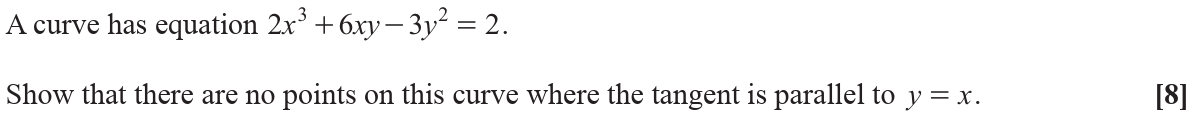 A curve has equation 2x³ + 6xy − 3y² = 2.
Show that there are no points on this curve where the tangent is parallel to y = x. [8]